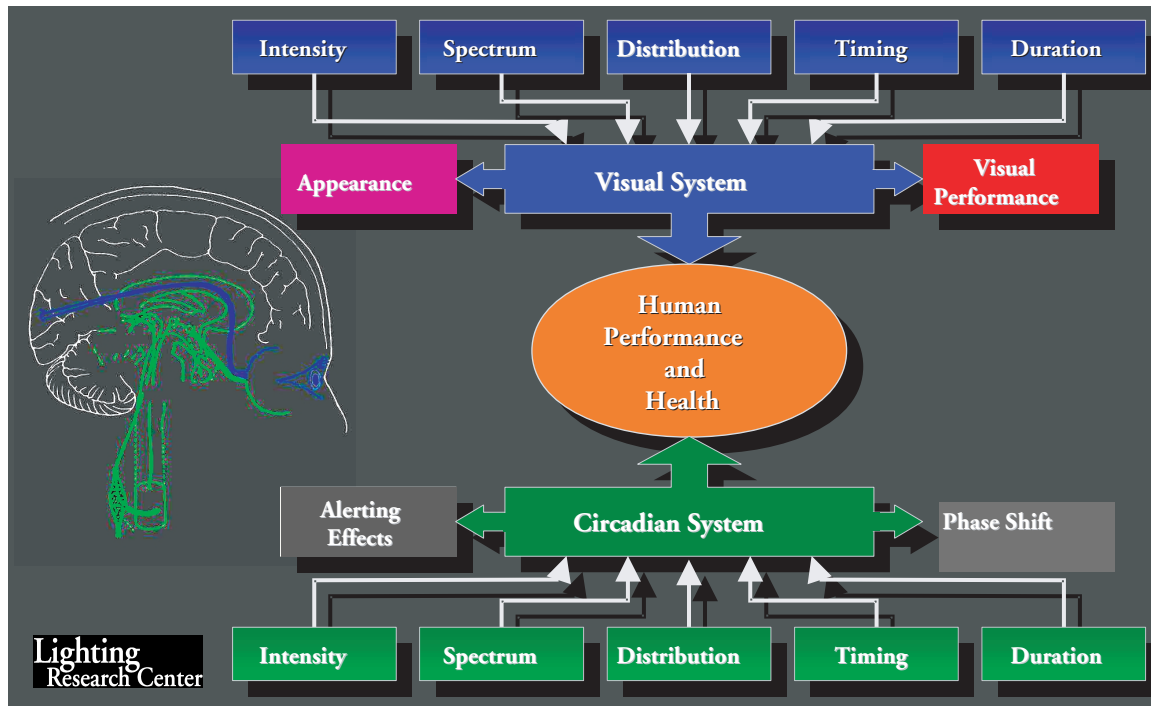 Intensity
Spectrum
Distribution
Timing
Duration
Appearance
Visual System
Visual
Performance
Human
Performance
and
Health
Alerting
Effects
Circadian System
Phase Shift
Intensity
Spectrum
Distribution
Timing
Duration
Lighting
Research Center